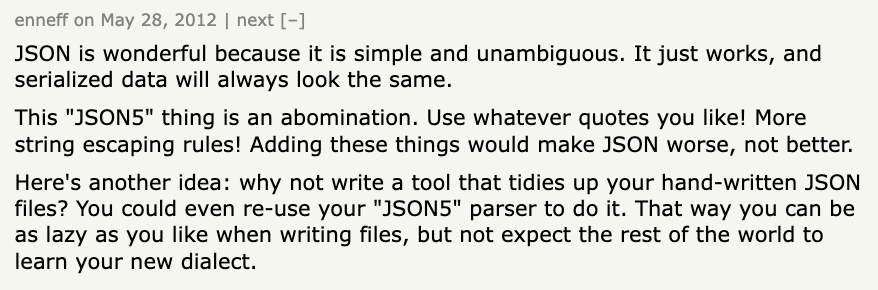 enneff on May 28, 2012 | next [–]
JSON is wonderful because it is simple and unambiguous. It just works, and
serialized data will always look the same.
This "JSON5" thing is an abomination. Use whatever quotes you like! More
string escaping rules! Adding these things would make JSON worse, not better.
Here's another idea: why not write a tool that tidies up your hand-written JSON
files? You could even re-use your "JSON5" parser to do it. That way you can be
as lazy as you like when writing files, but not expect the rest of the world to
learn your new dialect.